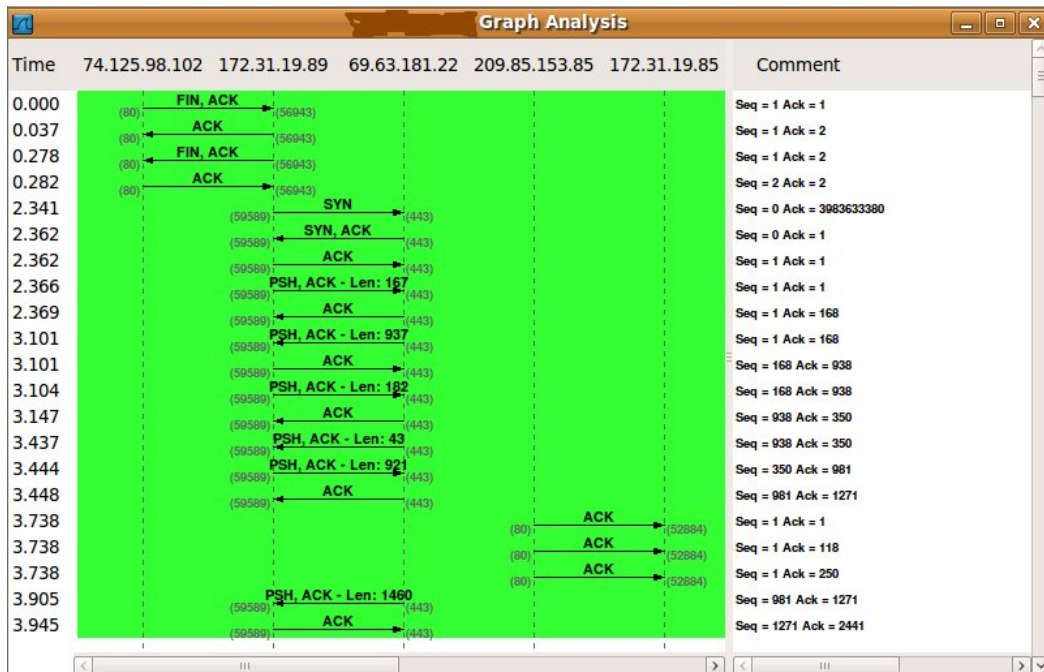 Graph Analysis
Time 74.125.98.102 172.31.19.89 69.63.181.22 209.85.153.85 172.31.19.85 Comment
0.000 (80) FIN, ACK (56943) Seq = 1 Ack = 1
0.037 (80) ACK (56943) Seq = 1 Ack = 2
0.278 (80) FIN, ACK (56943) Seq = 1 Ack = 2
0.282 (80) ACK (56943) Seq = 2 Ack = 2
2.341 (59589) SYN (443) Seq = 0 Ack = 3983633380
2.362 (59589) SYN, ACK (443) Seq = 0 Ack = 1
2.362 (59589) ACK (443) Seq = 1 Ack = 1
2.366 (59589) PSH, ACK - Len: 167 (443) Seq = 1 Ack = 1
2.369 (59589) ACK (443) Seq = 1 Ack = 168
3.101 (59589) PSH, ACK - Len: 937 (443) Seq = 1 Ack = 168
3.101 (59589) ACK (443) Seq = 168 Ack = 938
3.104 (59589) PSH, ACK - Len: 182 (443) Seq = 168 Ack = 938
3.147 (59589) ACK (443) Seq = 938 Ack = 350
3.437 (59589) PSH, ACK - Len: 43 (443) Seq = 938 Ack = 350
3.444 (59589) PSH, ACK - Len: 921 (443) Seq = 350 Ack = 981
3.448 (59589) ACK (443) Seq = 981 Ack = 1271
3.738 (80) ACK (52884) Seq = 1 Ack = 1
3.738 (80) ACK (52884) Seq = 1 Ack = 118
3.738 (80) ACK (52884) Seq = 1 Ack = 250
3.905 (59589) PSH, ACK - Len: 1460 (443) Seq = 981 Ack = 1271
3.945 (59589) ACK (443) Seq = 1271 Ack = 2441